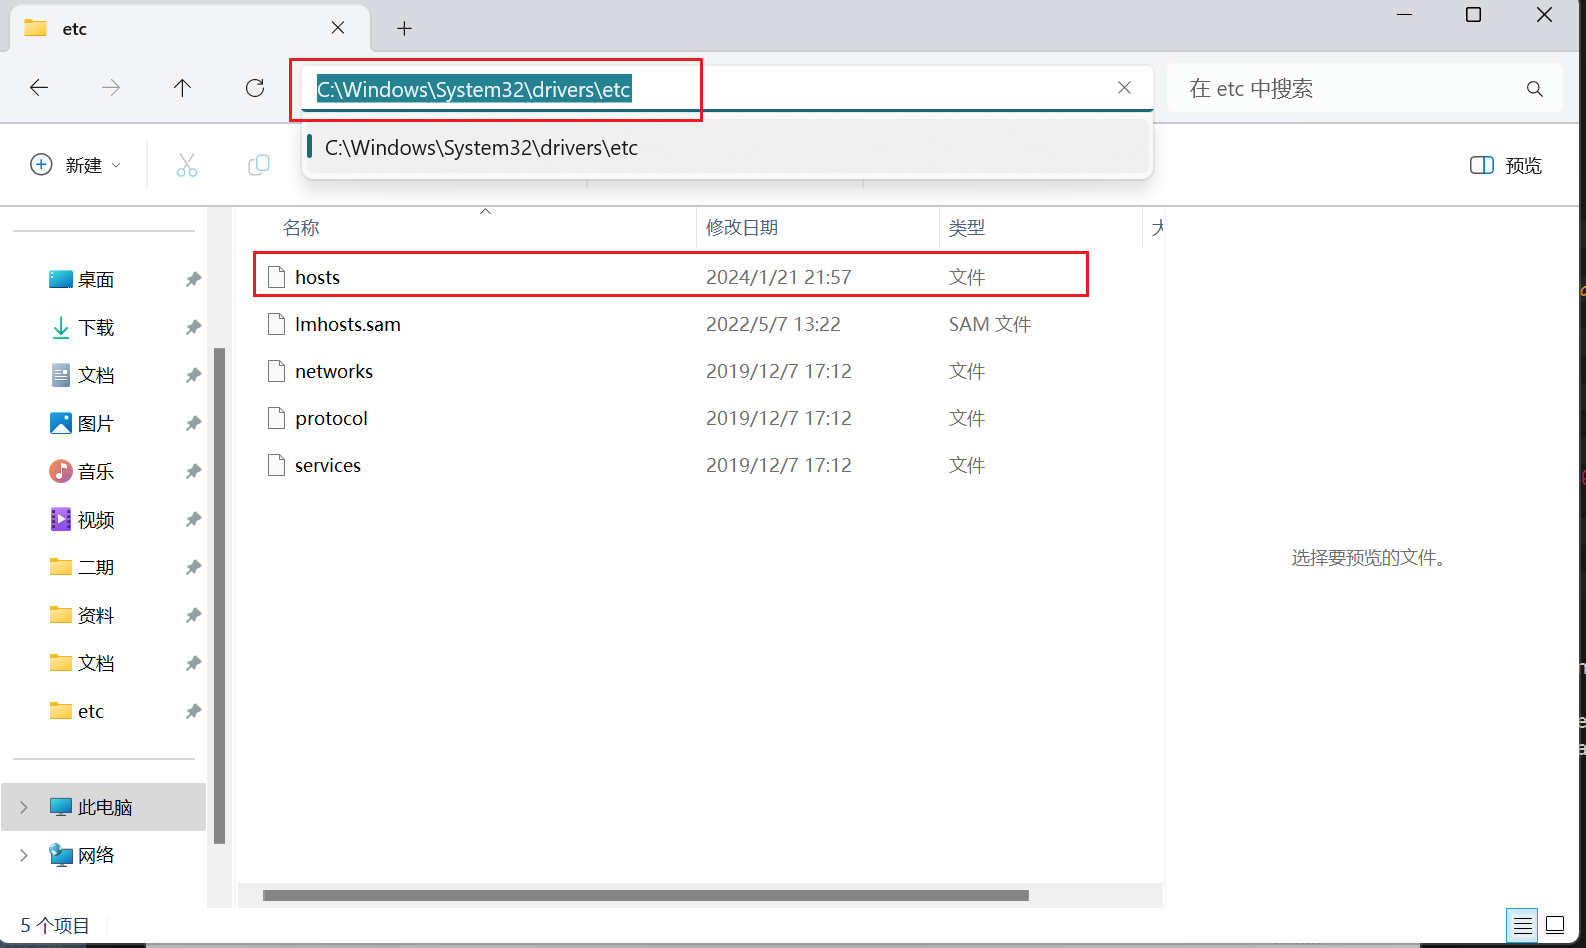 etc
C:\Windows\System32\drivers\etc
在 etc 中搜索
C:\Windows\System32\drivers\etc
新建
预览
名称 修改日期 类型 大
hosts 2024/1/21 21:57 文件
lmhosts.sam 2022/5/7 13:22 SAM 文件
networks 2019/12/7 17:12 文件
protocol 2019/12/7 17:12 文件
services 2019/12/7 17:12 文件
桌面
下载
文档
图片
音乐
视频
二期
资料
文档
etc
此电脑
网络
选择要预览的文件。
5 个项目